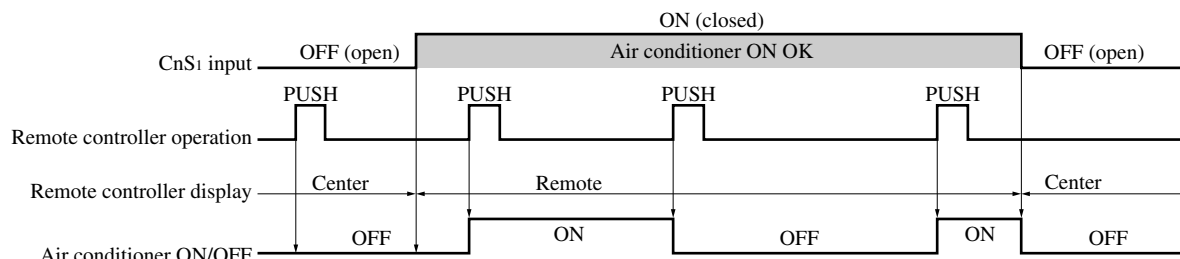 ON (closed)
CnS1 input OFF (open) Air conditioner ON OK OFF (open)
PUSH PUSH PUSH PUSH
Remote controller operation
Remote controller display Center Remote Center
Air conditioner ON/OFF OFF ON OFF ON OFF